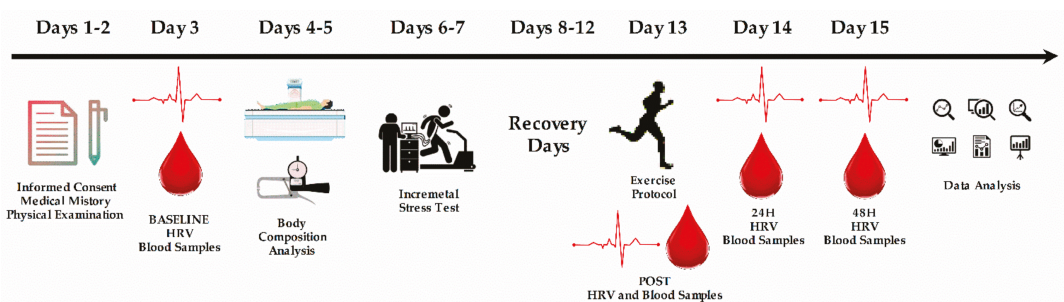 Days 1-2
Day 3
Days 4-5
Days 6-7
Days 8-12
Day 13
Day 14
Day 15
Informed Consent
Medical Mistory
Physical Examination
BASELINE
HRV
Blood Samples
Body
Composition
Analysis
Incremetal
Stress Test
Recovery
Days
Exercise
Protocol
POST
HRV and Blood Samples
24H
HRV
Blood Samples
48H
HRV
Blood Samples
Data Analysis